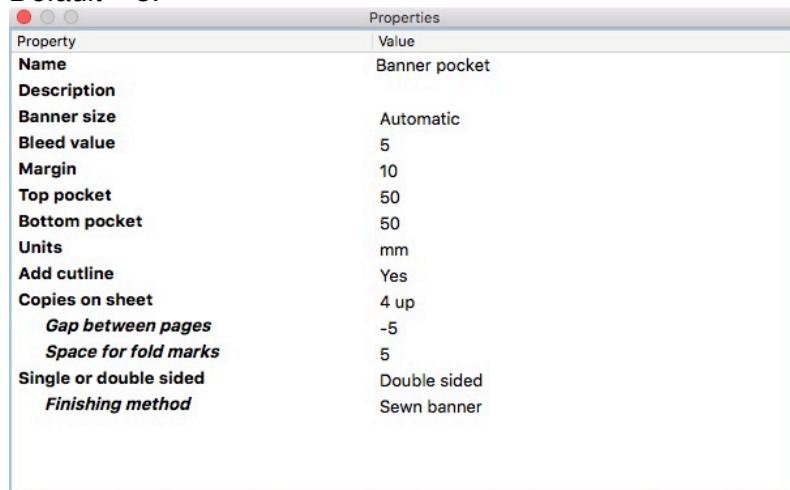 Properties
Property Value
Name Banner pocket
Description
Banner size Automatic
Bleed value 5
Margin 10
Top pocket 50
Bottom pocket 50
Units mm
Add cutline Yes
Copies on sheet 4 up
Gap between pages -5
Space for fold marks 5
Single or double sided Double sided
Finishing method Sewn banner